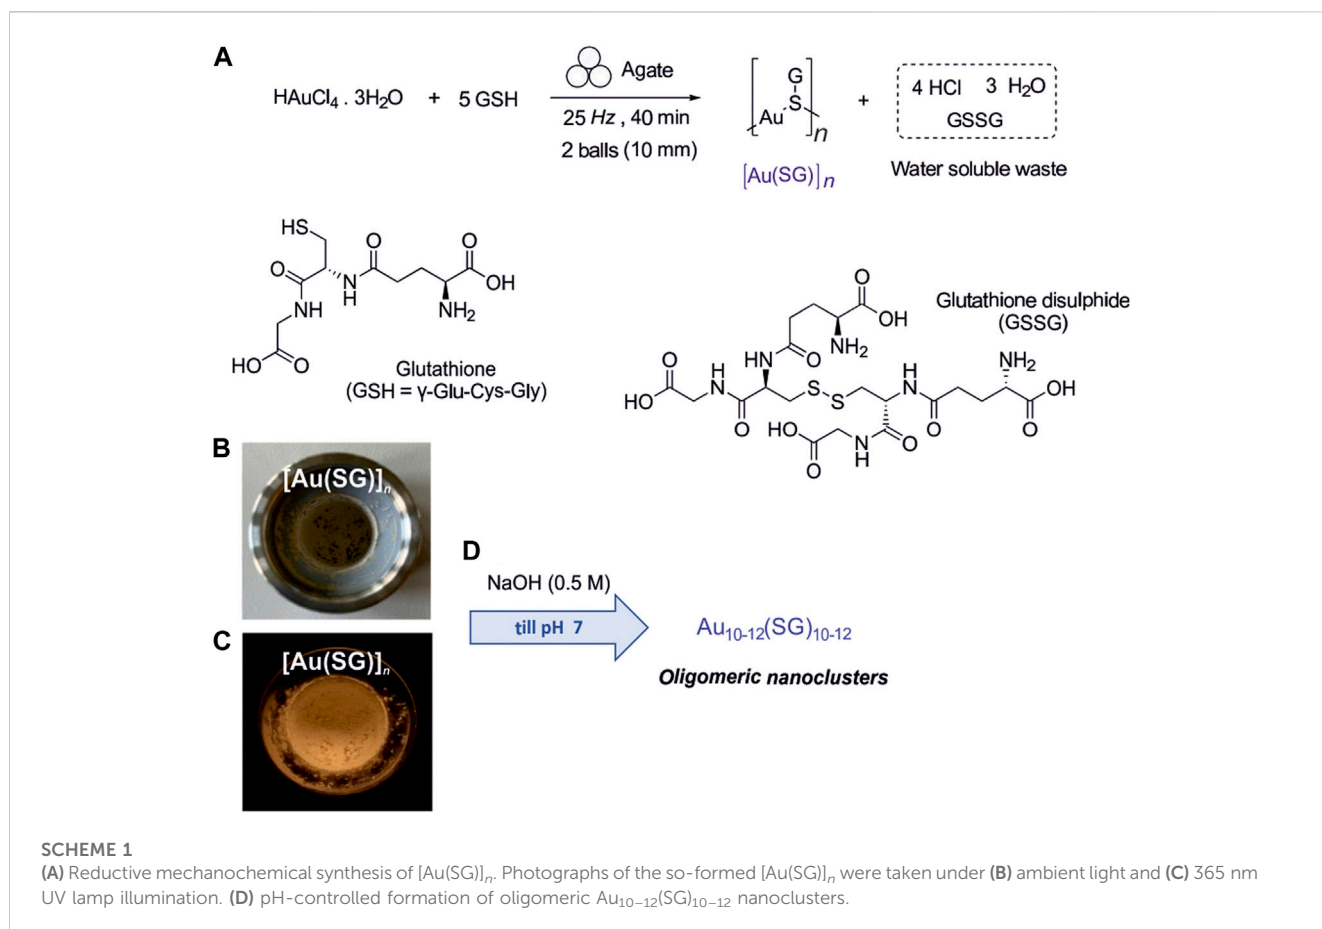 A
HAuCl₄ . 3H₂O + 5 GSH
Agate
25 Hz , 40 min
2 balls (10 mm)
G
S
Au
n
[Au(SG)]n
+
4 HCl 3 H₂O
GSSG
Water soluble waste
HS
O
O
O
OH
N
H
NH
NH₂
HO
O
Glutathione
(GSH = γ-Glu-Cys-Gly)
O
OH
NH₂
O
HN
Glutathione disulphide
(GSSG)
O
HO
H
N
O
S
S
H
N
O
NH₂
OH
O
HO
O
N
H
O
B
[Au(SG)]n
C
[Au(SG)]n
D
NaOH (0.5 M)
till pH 7
Au₁₀₋₁₂(SG)₁₀₋₁₂
Oligomeric nanoclusters
SCHEME 1
(A) Reductive mechanochemical synthesis of [Au(SG)]n. Photographs of the so-formed [Au(SG)]n were taken under (B) ambient light and (C) 365 nm
UV lamp illumination. (D) pH-controlled formation of oligomeric Au₁₀₋₁₂(SG)₁₀₋₁₂ nanoclusters.